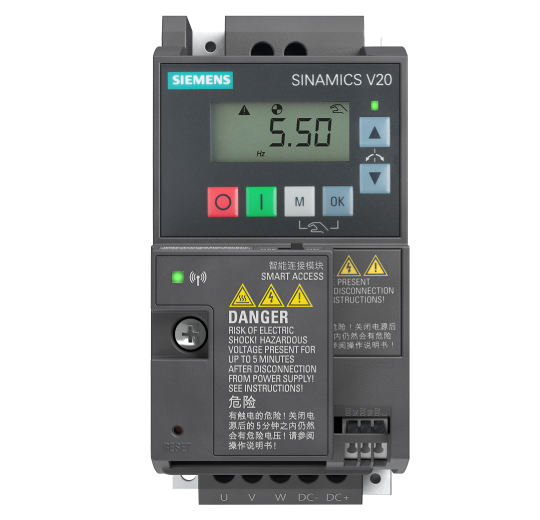 SIEMENS
SINAMICS V20
5.50
Hz
M
OK
智能连接模块
SMART ACCESS
DANGER
RISK OF ELECTRIC
SHOCK! HAZARDOUS
VOLTAGE PRESENT FOR
UP TO 5 MINUTES
AFTER DISCONNECTION
FROM POWER SUPPLY!
SEE INSTRUCTIONS!
危险
有触电的危险！关闭电
源后的5分钟之内仍然
会有危险电压！请参阅
操作说明书！
PRESENT
DISCONNECTION
INSTRUCTIONS!
危险！关闭电源后
内仍然会有危险
参阅操作说明书！
RESET
U V W DC- DC+